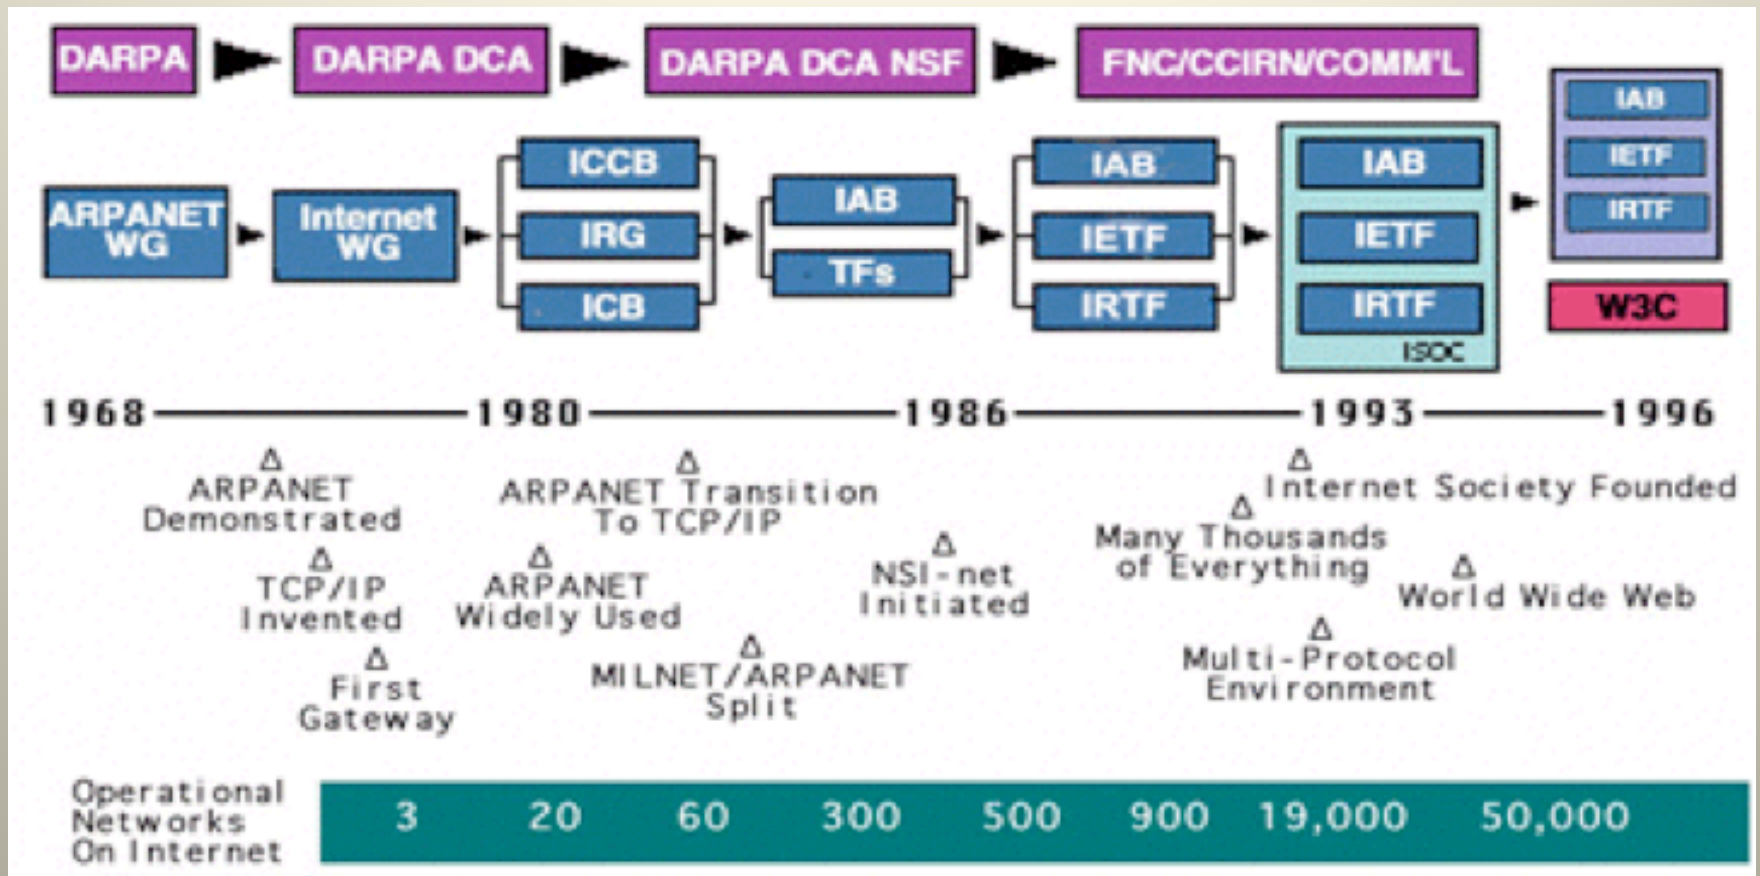 DARPA
DARPA DCA
DARPA DCA NSF
FNC/CCIRN/COMM'L
ARPANET
WG
Internet
WG
ICCB
IRG
ICB
IAB
TFs
IAB
IETF
IRTF
IAB
IETF
IRTF
ISOC
IAB
IETF
IRTF
W3C
1968
1980
1986
1993
1996
ARPANET
Demonstrated
TCP/IP
Invented
First
Gateway
ARPANET Transition
To TCP/IP
ARPANET
Widely Used
MILNET/ARPANET
Split
NSI-net
Initiated
Internet Society Founded
Many Thousands
of Everything
World Wide Web
Multi-Protocol
Environment
Operational
Networks
On Internet
3 20 60 300 500 900 19,000 50,000